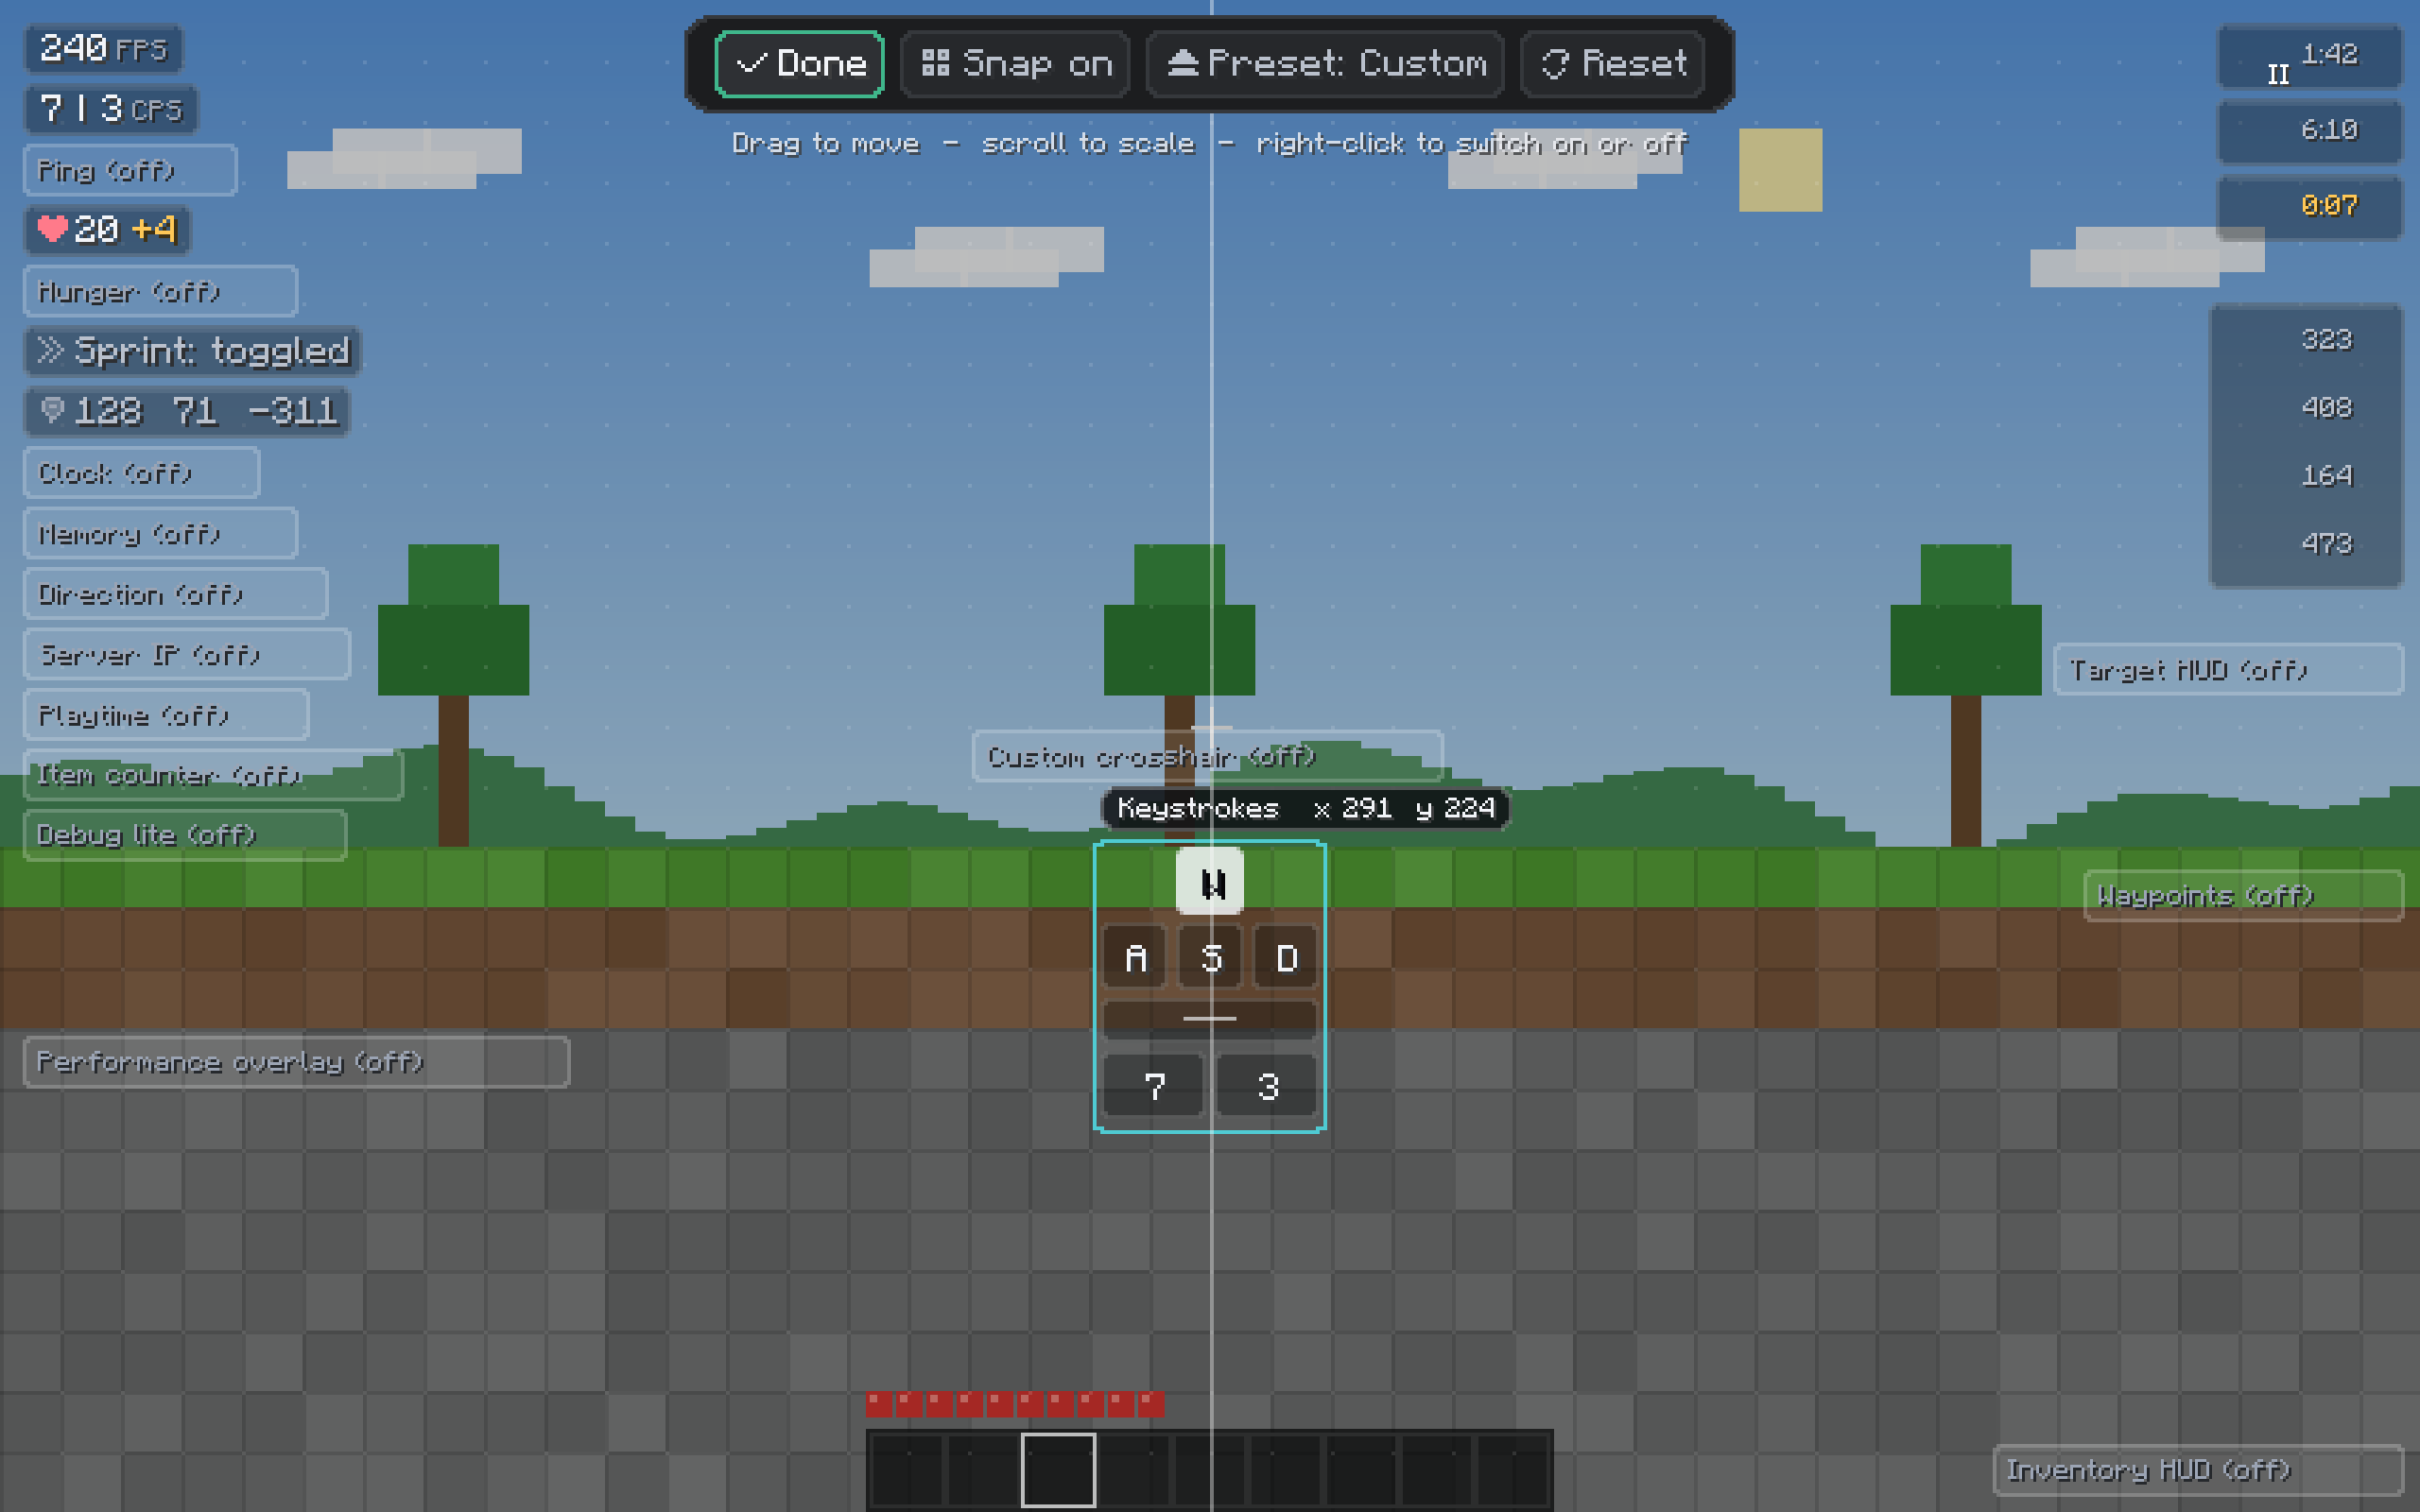 Done
Snap on
Preset: Custom
Reset
Drag to move - scroll to scale - right-click to switch on or off
240 FPS
7 | 3 CPS
Ping (off)
20 +4
Hunger (off)
Sprint: toggled
128 71 -311
Clock (off)
Memory (off)
Direction (off)
Server IP (off)
Playtime (off)
Item counter (off)
Debug lite (off)
Performance overlay (off)
Custom crosshair (off)
Keystrokes x 291 y 224
W
A S D
7 3
II 1:42
6:10
0:07
323
408
164
473
Target HUD (off)
Waypoints (off)
Inventory HUD (off)